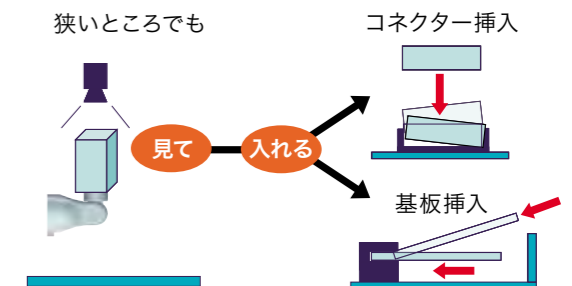 狭いところでも
コネクター挿入
見て
入れる
基板挿入